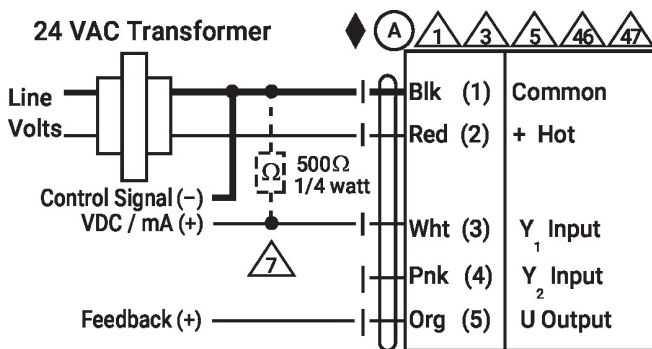 24 VAC Transformer
A 1 3 5 46 47
Line
Volts
Blk (1) Common
Red (2) + Hot
Ω 500Ω
1/4 watt
Control Signal (–)
VDC / mA (+)
7
Wht (3) Y1 Input
Pnk (4) Y2 Input
Feedback (+)
Org (5) U Output